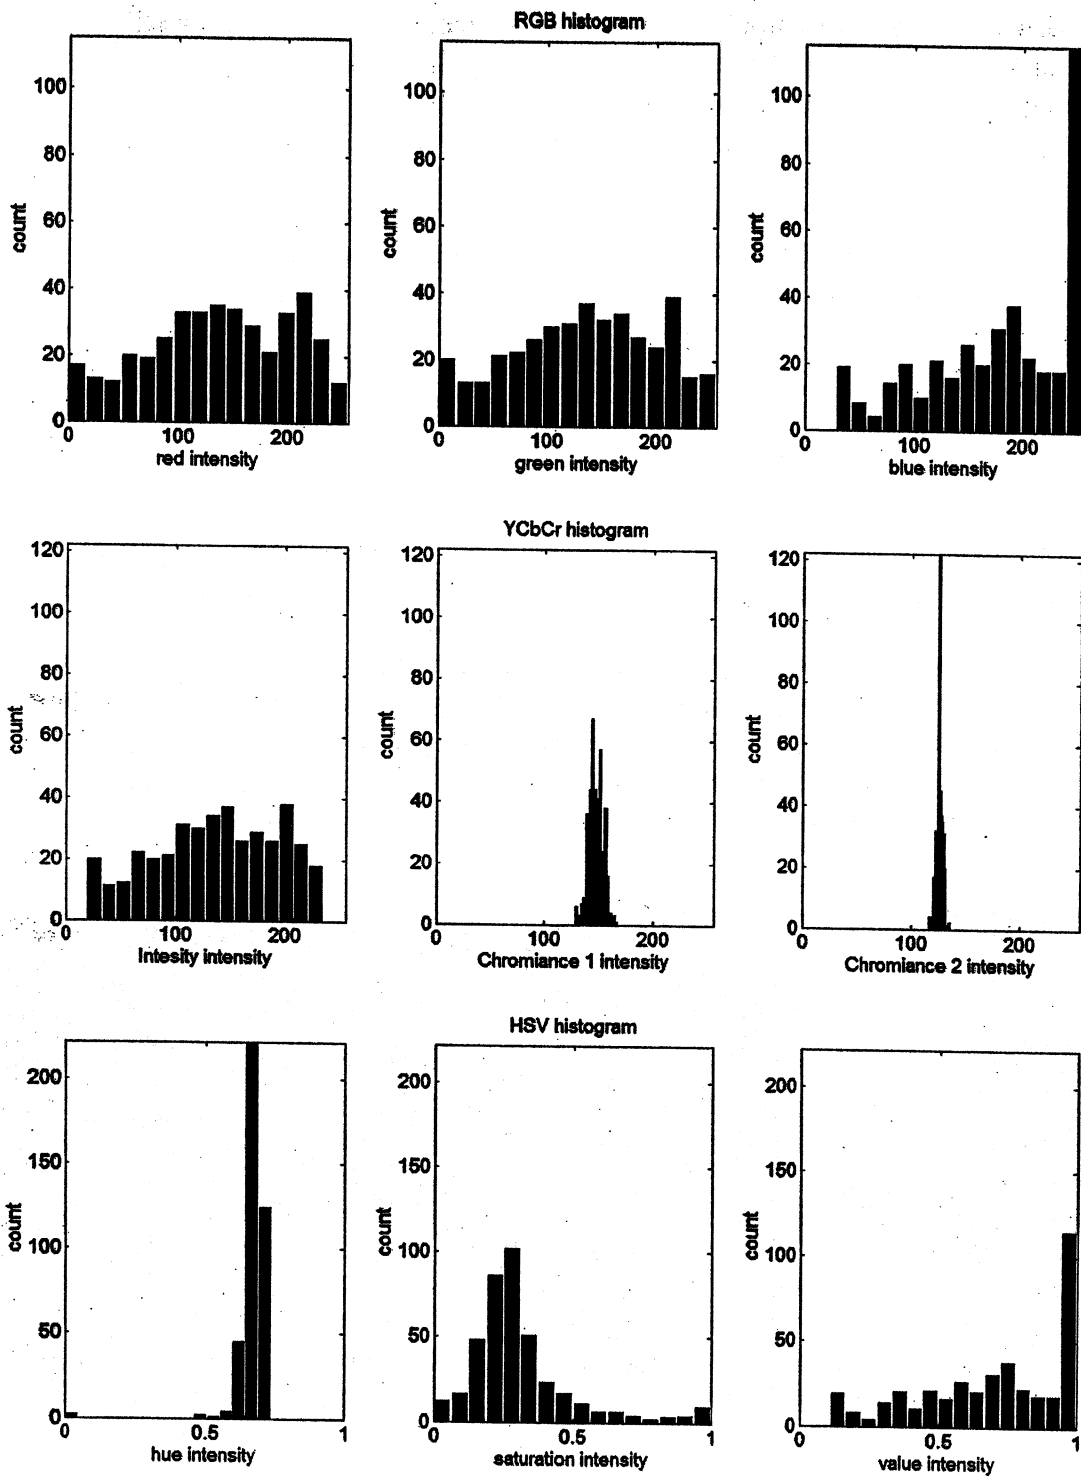 RGB histogram
100
80
60
40
20
0
count
0 100 200
red intensity
100
80
60
40
20
0
count
0 100 200
green intensity
100
80
60
40
20
0
count
100 200
blue intensity
YCbCr histogram
120
100
80
60
40
20
0
count
0 100 200
Intesity intensity
120
100
80
60
40
20
0
count
0 100 200
Chromiance 1 intensity
120
100
80
60
40
20
0
count
0 100 200
Chromiance 2 intensity
HSV histogram
200
150
100
50
0
count
0 0.5 1
hue intensity
200
150
100
50
0
count
0 0.5 1
saturation intensity
200
150
100
50
0
count
0 0.5 1
value intensity